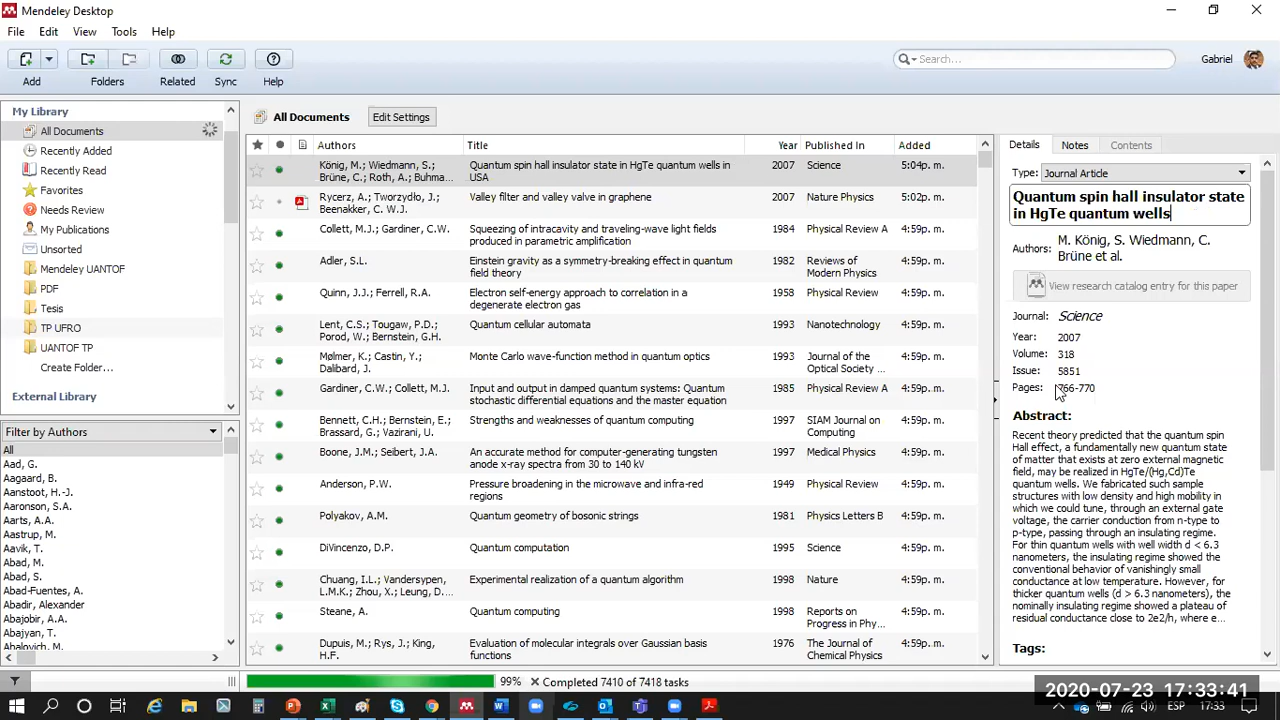 Mendeley Desktop
File Edit View Tools Help
Search...
Gabriel
Add Folders Related Sync Help
My Library
All Documents
Recently Added
Recently Read
Favorites
Needs Review
My Publications
Unsorted
Mendeley UANTOF
PDF
Tesis
TP UFRO
UANTOF TP
Create Folder...
External Library
Filter by Authors
All
Aad, G.
Aagaard, B.
Aanstoot, H.-J.
Aaronson, S.A.
Aarts, A.A.
Aastrup, M.
Aavik, T.
Abad, M.
Abad, S.
Abad-Fuentes, A.
Abadir, Alexander
Abajobir, A.A.
Abajyan, T.
Abalovich, M.
All Documents Edit Settings
Authors Title Year Published In Added
König, M.; Wiedmann, S.; Quantum spin hall insulator state in HgTe quantum wells in 2007 Science 5:04p. m.
Brüne, C.; Roth, A.; Buhma... USA
Rycerz, A.; Tworzydło, J.; Valley filter and valley valve in graphene 2007 Nature Physics 5:02p. m.
Beenakker, C. W.J.
Collett, M.J.; Gardiner, C.W. Squeezing of intracavity and traveling-wave light fields 1984 Physical Review A 4:59p. m.
produced in parametric amplification
Adler, S.L. Einstein gravity as a symmetry-breaking effect in quantum 1982 Reviews of 4:59p. m.
field theory Modern Physics
Quinn, J.J.; Ferrell, R.A. Electron self-energy approach to correlation in a 1958 Physical Review 4:59p. m.
degenerate electron gas
Lent, C.S.; Tougaw, P.D.; Quantum cellular automata 1993 Nanotechnology 4:59p. m.
Porod, W.; Bernstein, G.H.
Mølmer, K.; Castin, Y.; Monte Carlo wave-function method in quantum optics 1993 Journal of the 4:59p. m.
Dalibard, J. Optical Society ...
Gardiner, C.W.; Collett, M.J. Input and output in damped quantum systems: Quantum 1985 Physical Review A 4:59p. m.
stochastic differential equations and the master equation
Bennett, C.H.; Bernstein, E.; Strengths and weaknesses of quantum computing 1997 SIAM Journal on 4:59p. m.
Brassard, G.; Vazirani, U. Computing
Boone, J.M.; Seibert, J.A. An accurate method for computer-generating tungsten 1997 Medical Physics 4:59p. m.
anode x-ray spectra from 30 to 140 kV
Anderson, P.W. Pressure broadening in the microwave and infra-red 1949 Physical Review 4:59p. m.
regions
Polyakov, A.M. Quantum geometry of bosonic strings 1981 Physics Letters B 4:59p. m.
DiVincenzo, D.P. Quantum computation 1995 Science 4:59p. m.
Chuang, I.L.; Vandersypen, Experimental realization of a quantum algorithm 1998 Nature 4:59p. m.
L.M.K.; Zhou, X.; Leung, D...
Steane, A. Quantum computing 1998 Reports on 4:59p. m.
Progress in Phy...
Dupuis, M.; Rys, J.; King, Evaluation of molecular integrals over Gaussian basis 1976 The Journal of 4:59p. m.
H.F. functions Chemical Physics
99% Completed 7410 of 7418 tasks
Details Notes Contents
Type: Journal Article
Quantum spin hall insulator state
in HgTe quantum wells
Authors: M. König, S. Wiedmann, C.
Brüne et al.
View research catalog entry for this paper
Journal: Science
Year: 2007
Volume: 318
Issue: 5851
Pages: 766-770
Abstract:
Recent theory predicted that the quantum spin
Hall effect, a fundamentally new quantum state
of matter that exists at zero external magnetic
field, may be realized in HgTe/(Hg,Cd)Te
quantum wells. We fabricated such sample
structures with low density and high mobility in
which we could tune, through an external gate
voltage, the carrier conduction from n-type to
p-type, passing through an insulating regime.
For thin quantum wells with well width d < 6.3
nanometers, the insulating regime showed the
conventional behavior of vanishingly small
conductance at low temperature. However, for
thicker quantum wells (d > 6.3 nanometers), the
nominally insulating regime showed a plateau of
residual conductance close to 2e2/h, where e...
Tags:
2020-07-23 17:33:41
ESP 17:33